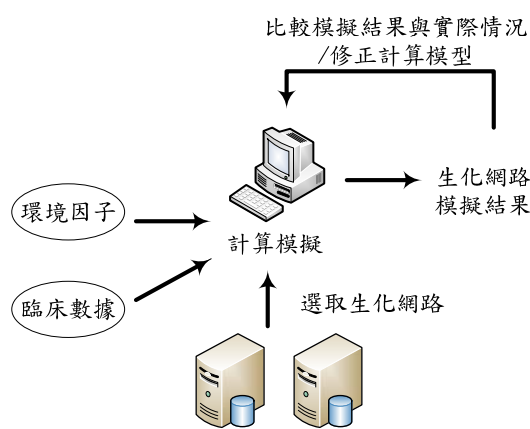 比較模擬結果與實際情況
/修正計算模型
生化網路
模擬結果
環境因子
計算模擬
臨床數據
選取生化網路